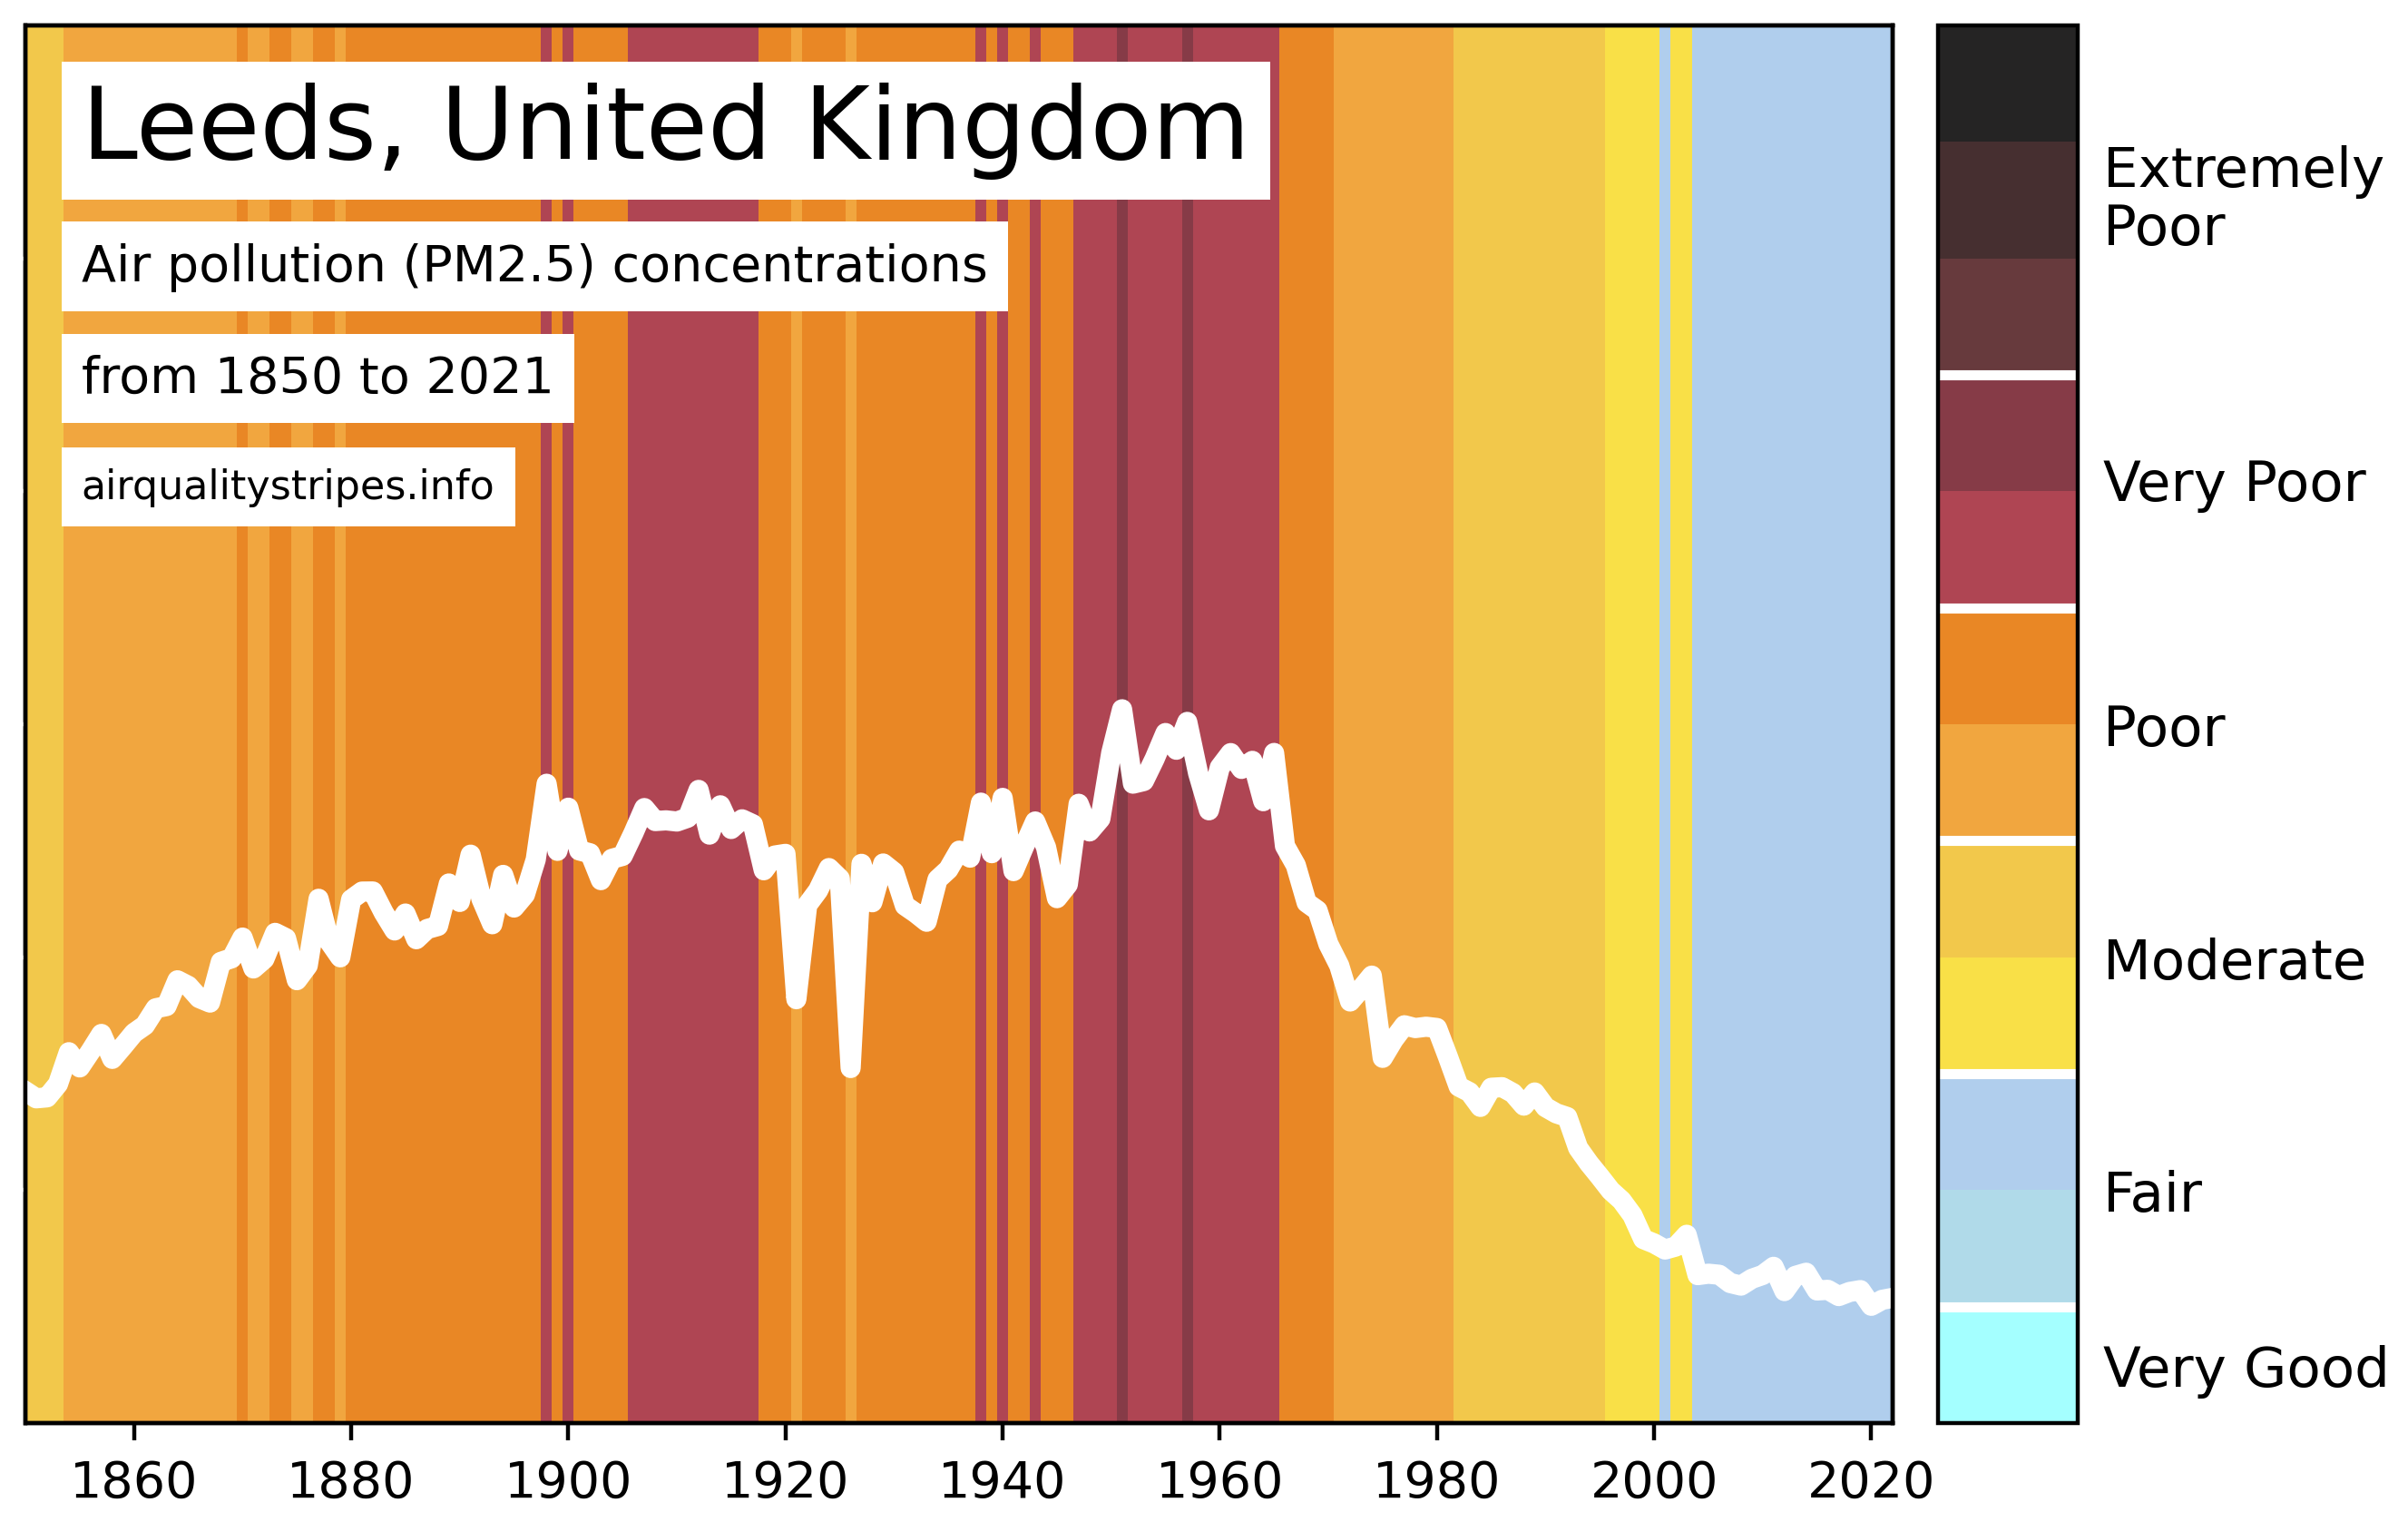 Leeds, United Kingdom
Air pollution (PM2.5) concentrations
from 1850 to 2021
airqualitystripes.info
Extremely
Poor
Very Poor
Poor
Moderate
Fair
Very Good
1860 1880 1900 1920 1940 1960 1980 2000 2020